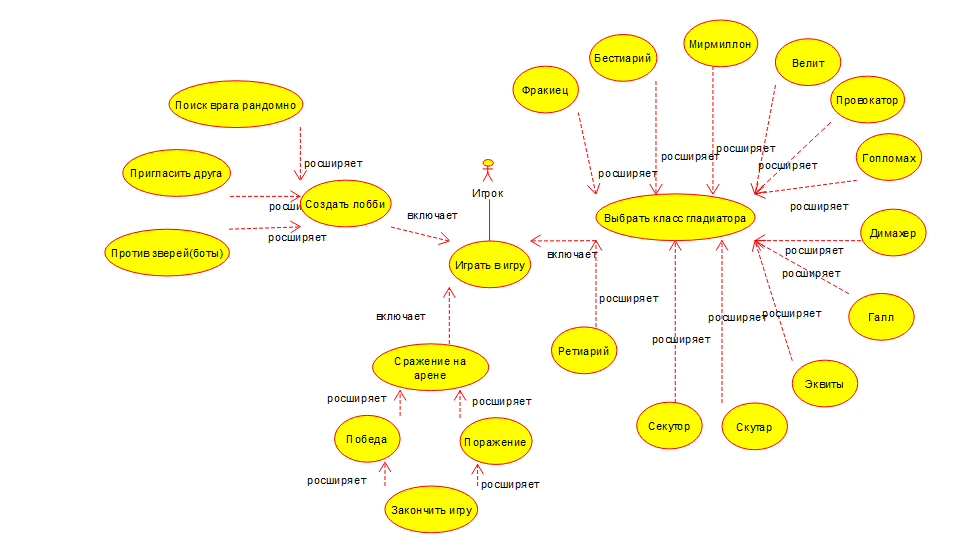 Мирмиллон
Бестиарий
Велит
Фракиец
Провокатор
Поиск врага рандомно
росширяет
росширяет
росширяет
Гопломах
росширяет
росширяет
Пригласить друга
Игрок
росширяет
Создать лобби
роси
включает
Выбрать класс гладиатора
росширяет
Димахер
Против зверей(боты)
росширяет
включает
росширяет
Играть в игру
росширяет
росширяет
включает
росширяет
росширяет
Галл
росширяет
Ретиарий
Сражение на
арене
Эквиты
росширяет
росширяет
Победа
Поражение
Секутор
Скутар
росширяет
росширяет
Закончить игру